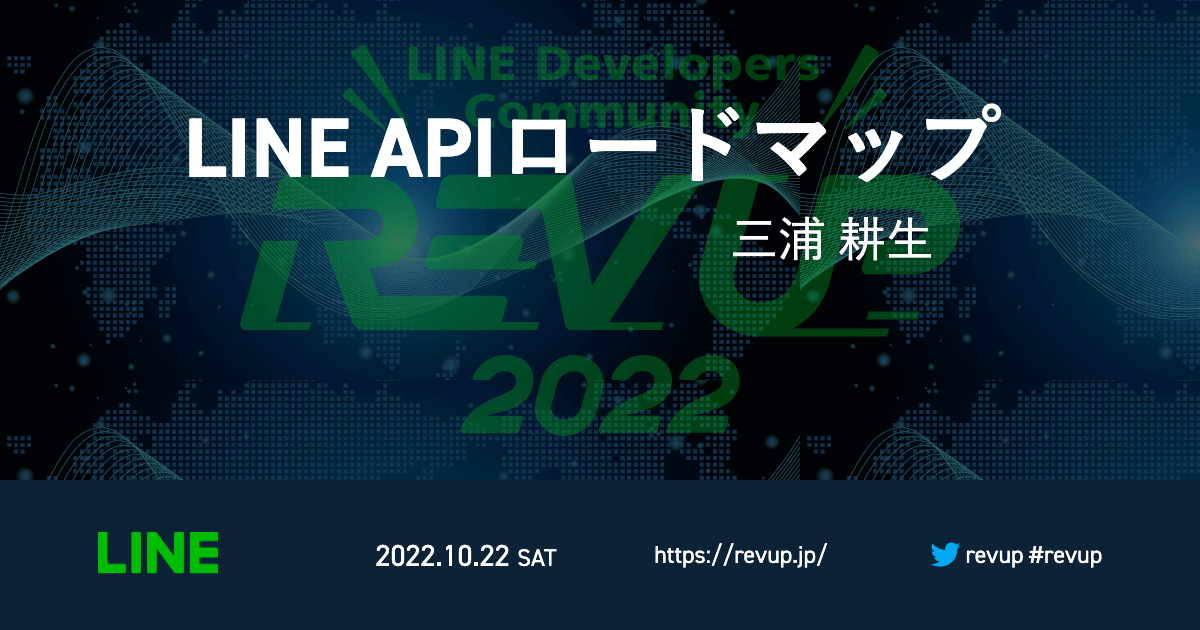 LINE Developers
Community
LINE APIロードマップ
REVUP
三浦 耕生
2022
LINE
2022.10.22 SAT
https://revup.jp/
revup #revup